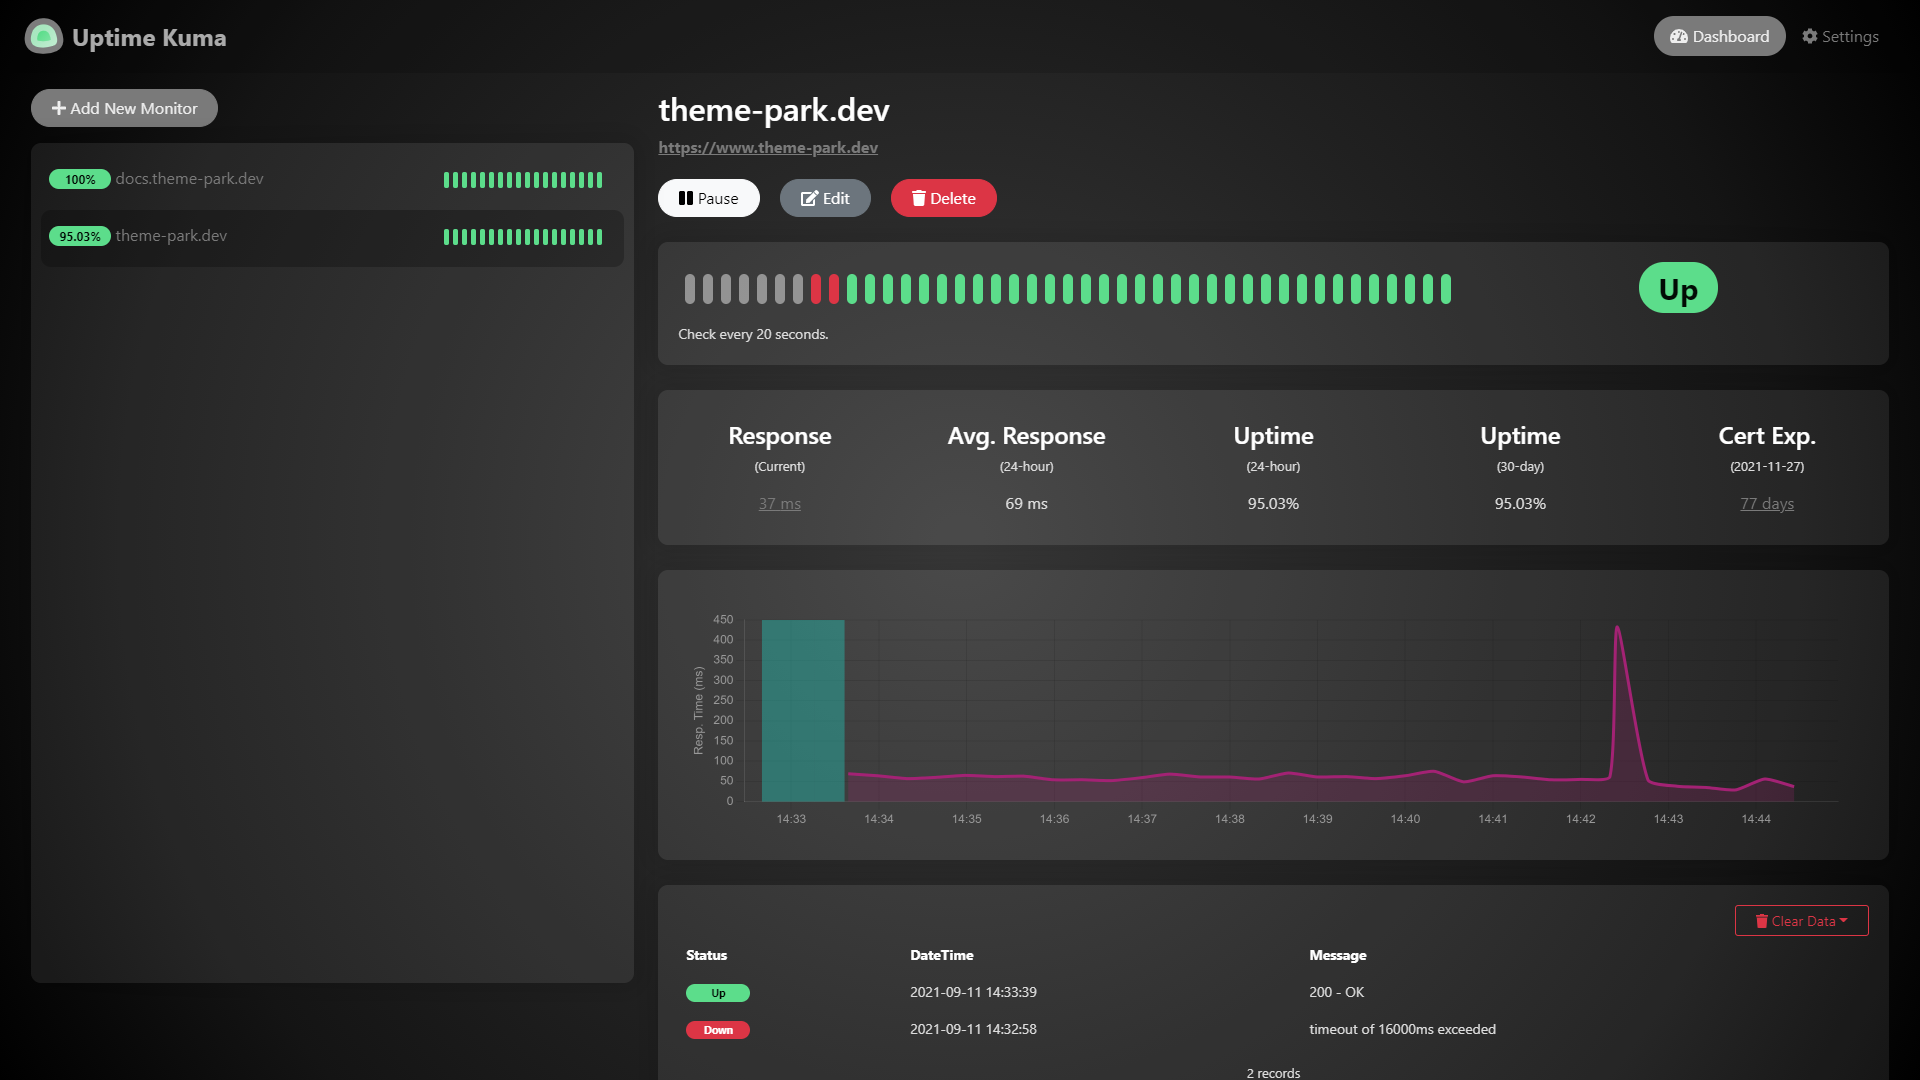 Uptime Kuma
Dashboard
Settings
Add New Monitor
100% docs.theme-park.dev
95.03% theme-park.dev
theme-park.dev
https://www.theme-park.dev
Pause
Edit
Delete
Up
Check every 20 seconds.
Response
(Current)
37 ms
Avg. Response
(24-hour)
69 ms
Uptime
(24-hour)
95.03%
Uptime
(30-day)
95.03%
Cert Exp.
(2021-11-27)
77 days
Resp. Time (ms)
450
400
350
300
250
200
150
100
50
0
14:33 14:34 14:35 14:36 14:37 14:38 14:39 14:40 14:41 14:42 14:43 14:44
Clear Data
Status DateTime Message
Up 2021-09-11 14:33:39 200 - OK
Down 2021-09-11 14:32:58 timeout of 16000ms exceeded
2 records